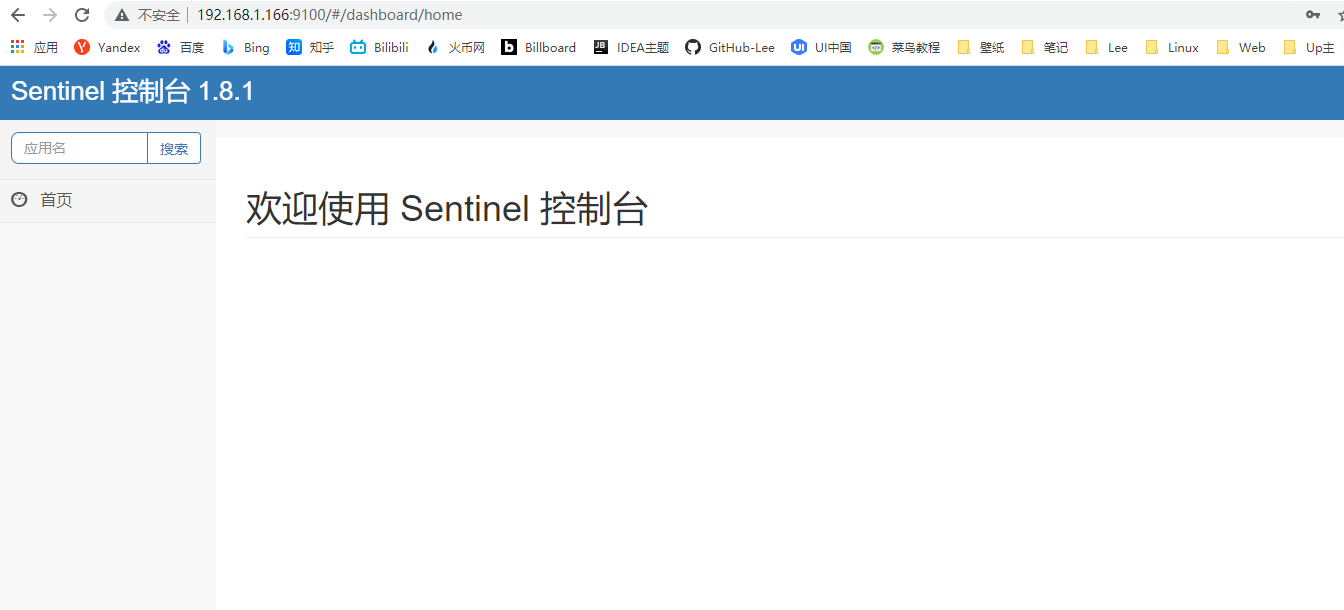 不安全 192.168.1.166:9100/#/dashboard/home
应用 Yandex 百度 Bing 知 知乎 Bilibili 火币网 b Billboard JB IDEA主题 GitHub-Lee UI UI中国 菜鸟教程 壁纸 笔记 Lee Linux Web Up主
Sentinel 控制台 1.8.1
应用名 搜索
首页
欢迎使用 Sentinel 控制台